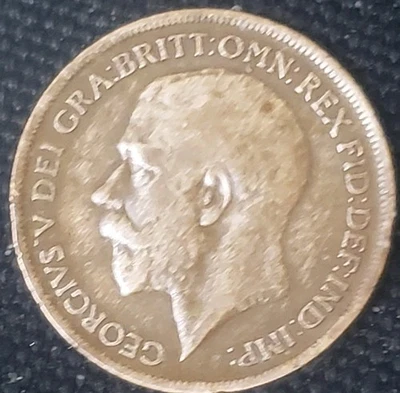 GEORGIVS V DEI GRA:BRITT:OMN:REX FID:DEF:IND:IMP: